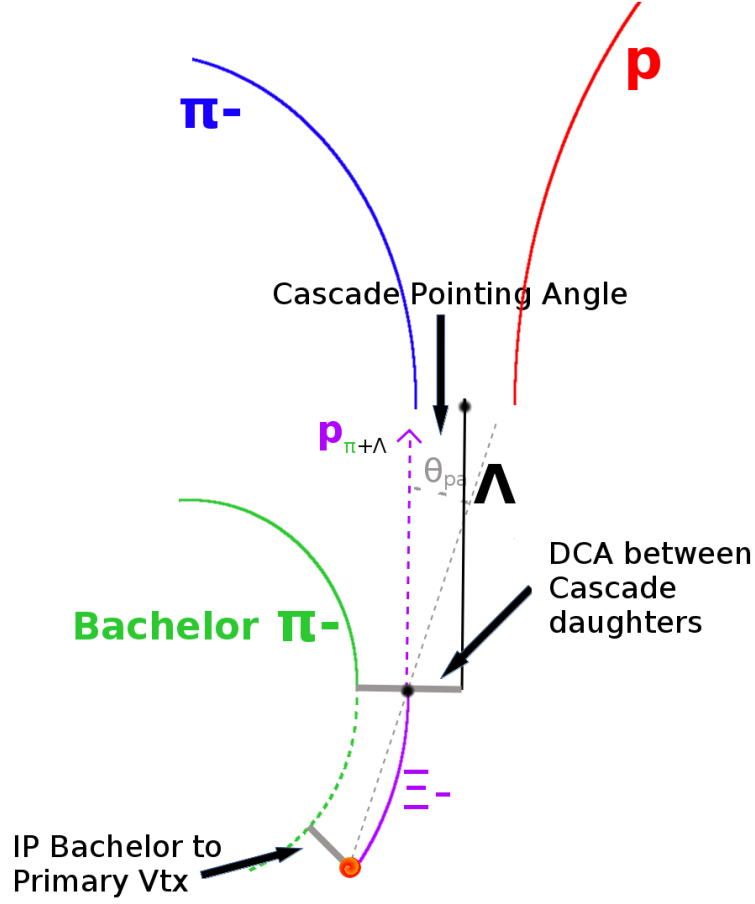 p
π-
Cascade Pointing Angle
pπ+Λ
θpa
Λ
DCA between
Cascade
daughters
Bachelor π-
Ξ-
IP Bachelor to
Primary Vtx